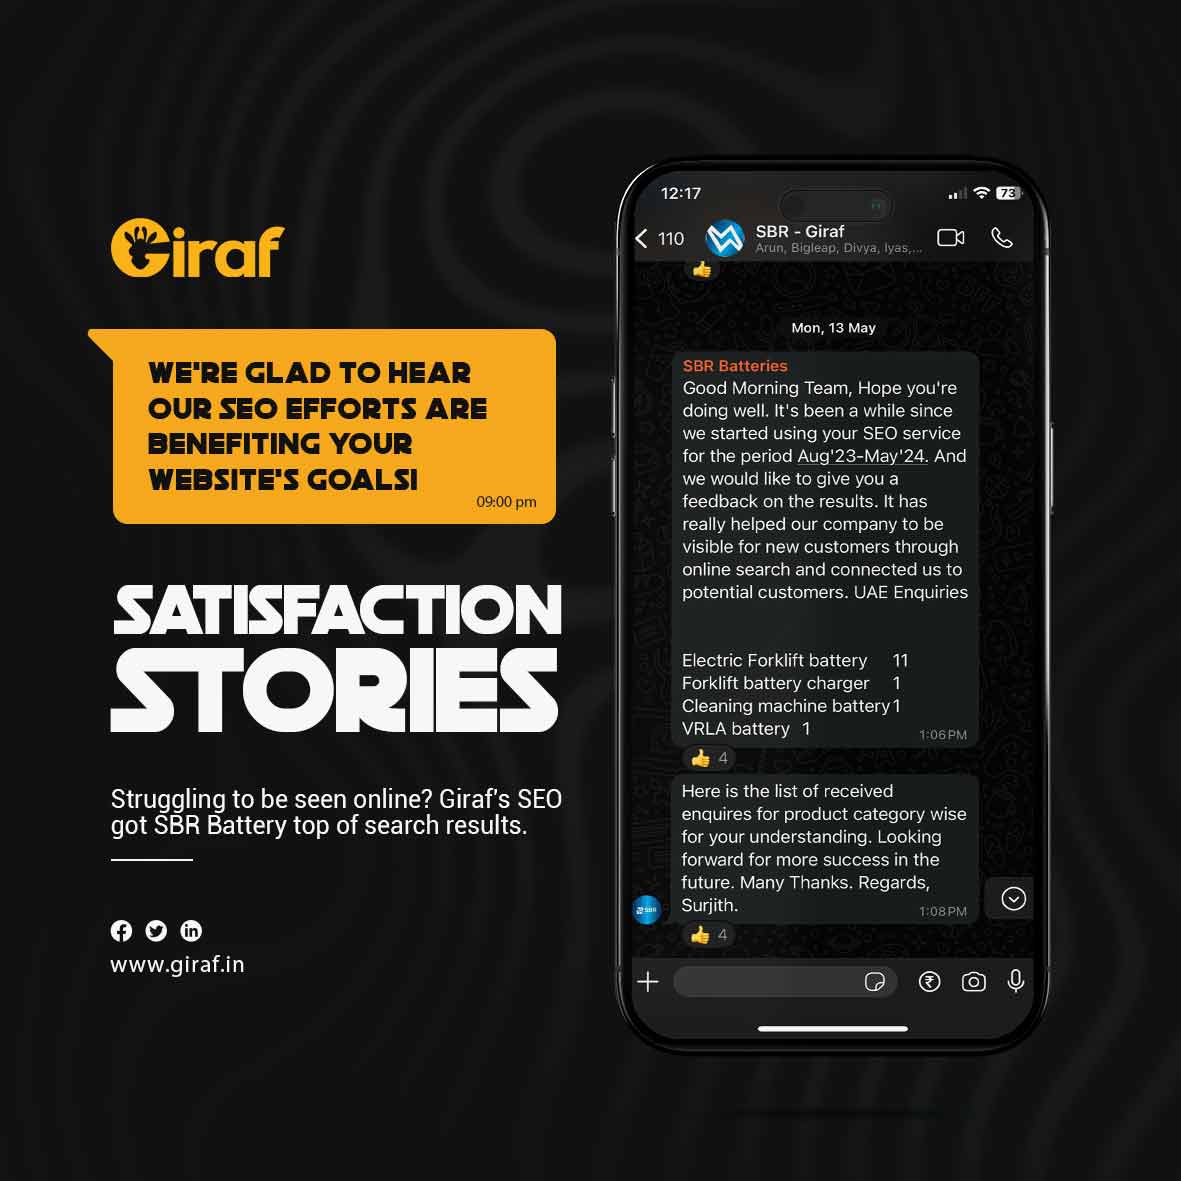 Giraf
WE'RE GLAD TO HEAR
OUR SEO EFFORTS ARE
BENEFITING YOUR
WEBSITE'S GOALS!
09:00 pm
SATISFACTION
STORIES
Struggling to be seen online? Giraf's SEO
got SBR Battery top of search results.
www.giraf.in
12:17
73
110
SBR - Giraf
Arun, Bigleap, Divya, Iyas,...
Mon, 13 May
SBR Batteries
Good Morning Team, Hope you're
doing well. It's been a while since
we started using your SEO service
for the period Aug'23-May'24. And
we would like to give you a
feedback on the results. It has
really helped our company to be
visible for new customers through
online search and connected us to
potential customers. UAE Enquiries
Electric Forklift battery 11
Forklift battery charger 1
Cleaning machine battery 1
VRLA battery 1
1:06 PM
4
Here is the list of received
enquires for product category wise
for your understanding. Looking
forward for more success in the
future. Many Thanks. Regards,
Surjith.
1:08 PM
SBR
4